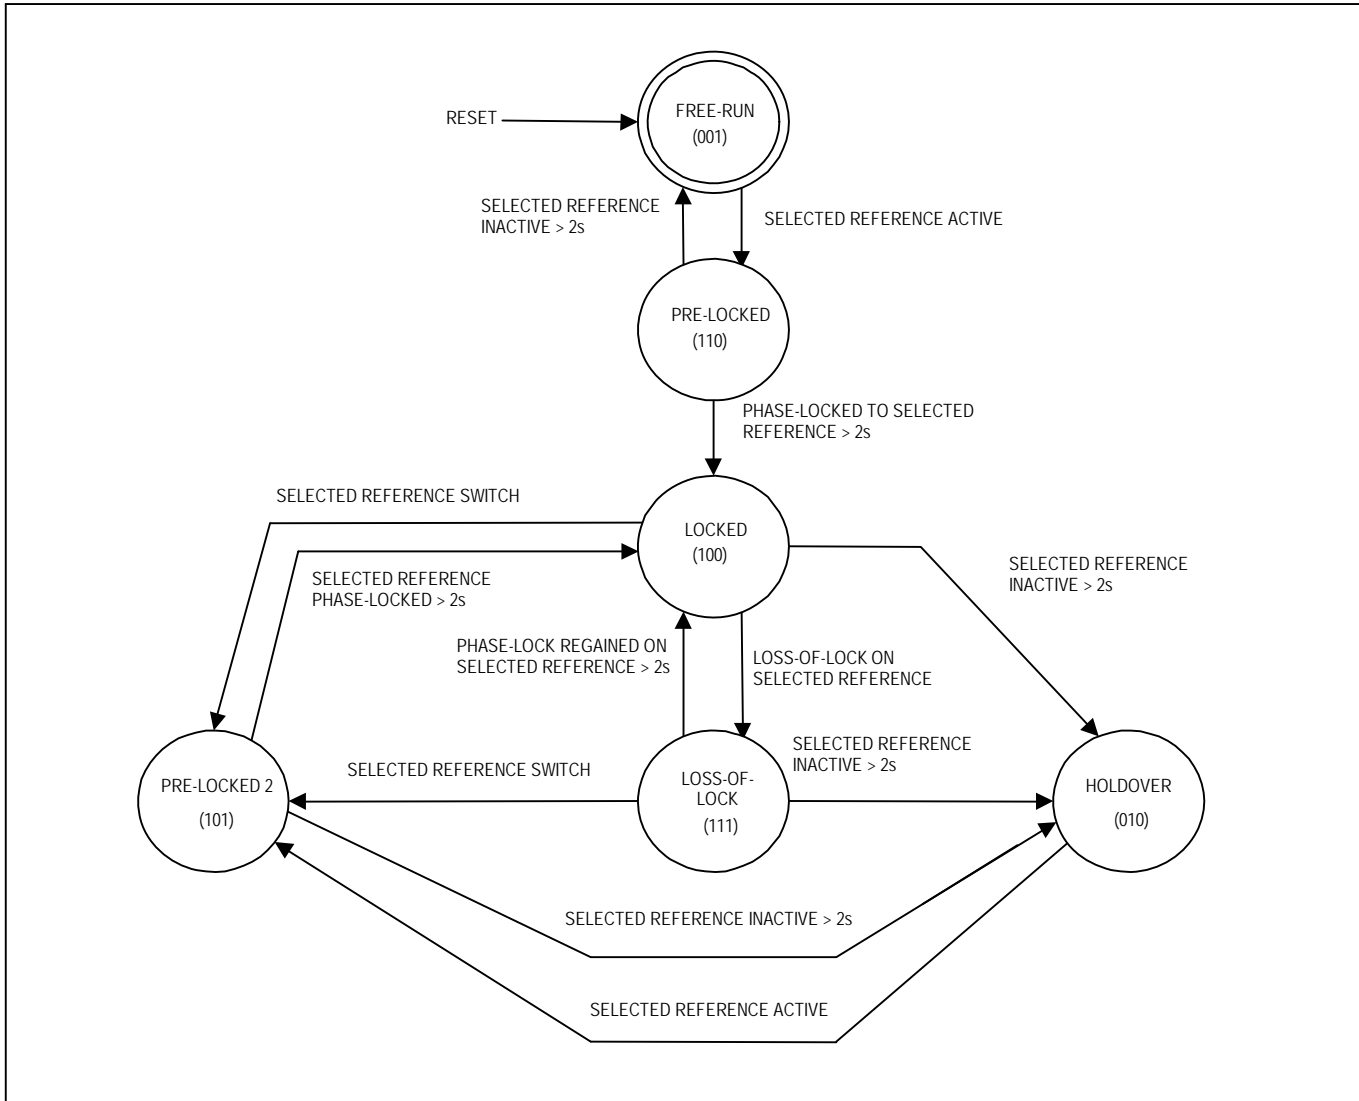 FREE-RUN
(001)
RESET
SELECTED REFERENCE
INACTIVE > 2s
SELECTED REFERENCE ACTIVE
PRE-LOCKED
(110)
PHASE-LOCKED TO SELECTED
REFERENCE > 2s
SELECTED REFERENCE SWITCH
LOCKED
(100)
SELECTED REFERENCE
INACTIVE > 2s
SELECTED REFERENCE
PHASE-LOCKED > 2s
PHASE-LOCK REGAINED ON
SELECTED REFERENCE > 2s
LOSS-OF-LOCK ON
SELECTED REFERENCE
SELECTED REFERENCE
INACTIVE > 2s
SELECTED REFERENCE SWITCH
PRE-LOCKED 2
(101)
LOSS-OF-
LOCK
(111)
HOLDOVER
(010)
SELECTED REFERENCE INACTIVE > 2s
SELECTED REFERENCE ACTIVE